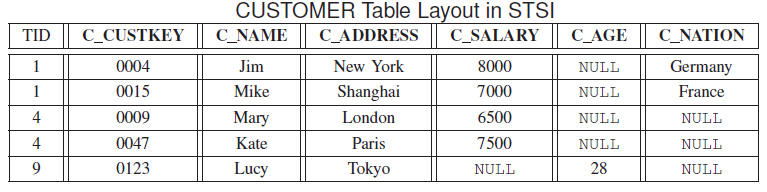 CUSTOMER Table Layout in STSI
TID C_CUSTKEY C_NAME C_ADDRESS C_SALARY C_AGE C_NATION
1 0004 Jim New York 8000 NULL Germany
1 0015 Mike Shanghai 7000 NULL France
4 0009 Mary London 6500 NULL NULL
4 0047 Kate Paris 7500 NULL NULL
9 0123 Lucy Tokyo NULL 28 NULL